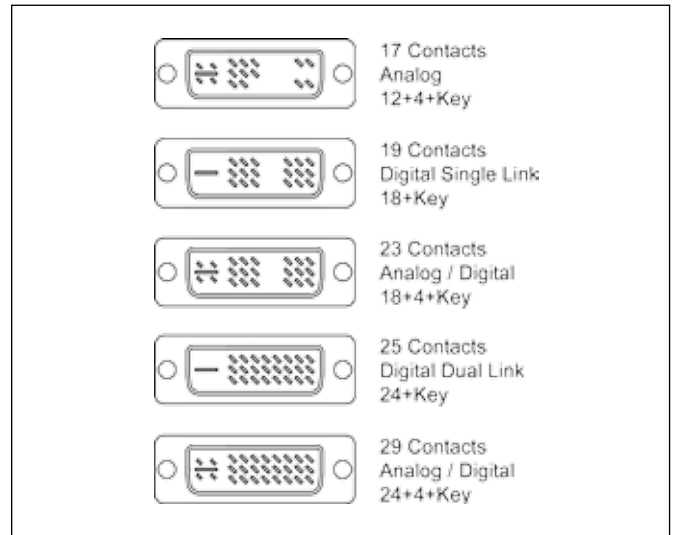 17 Contacts
Analog
12+4+Key
19 Contacts
Digital Single Link
18+Key
23 Contacts
Analog / Digital
18+4+Key
25 Contacts
Digital Dual Link
24+Key
29 Contacts
Analog / Digital
24+4+Key